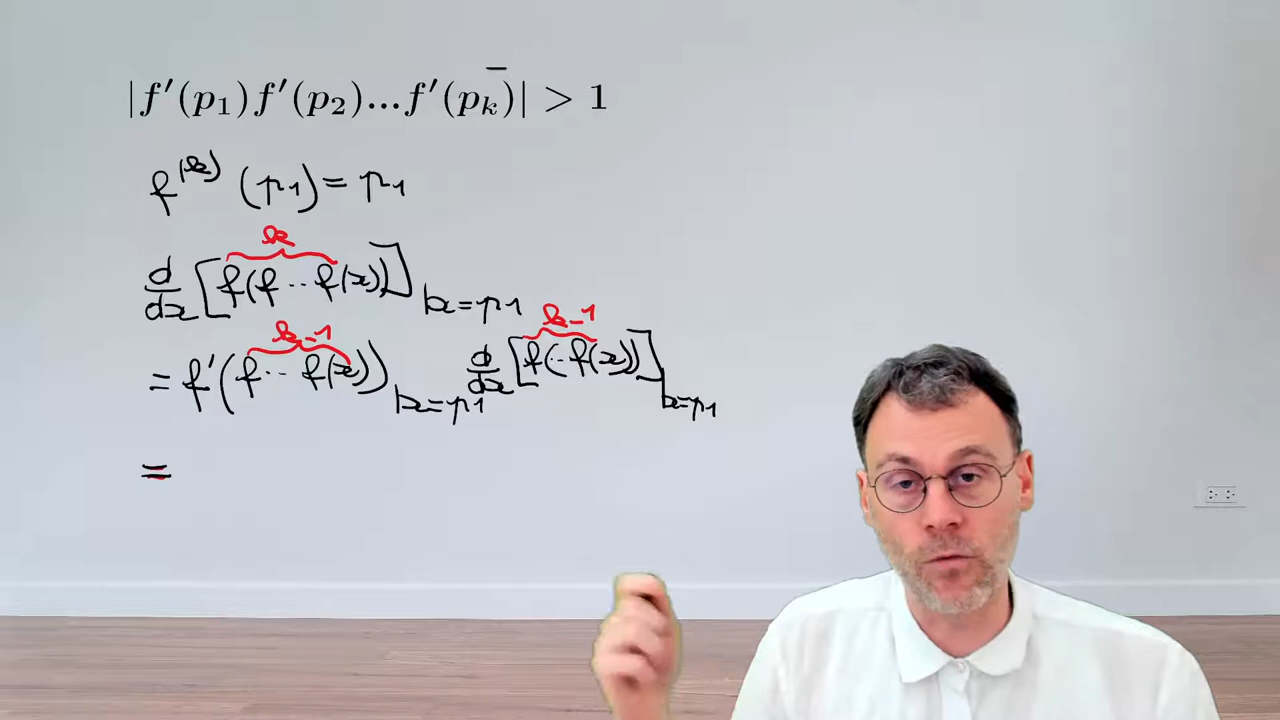 |f′(p₁)f′(p₂)...f′(pₖ)| > 1
f⁽ᵏ⁾ (p₁) = p₁
k
d/dx [f(f ·· f(x))]|x=p₁
k-1 k-1
= f′(f ·· f(x))|x=p₁ d/dx [f(·· f(x))]|x=p₁
=